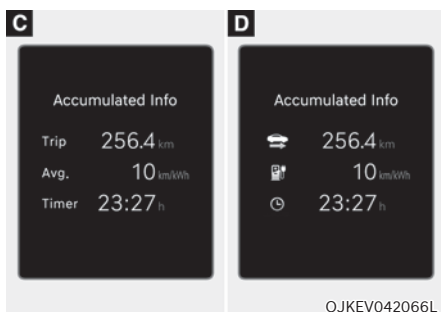 C
Accumulated Info
Trip 256.4 km
Avg. 10 km/kWh
Timer 23:27 h
D
Accumulated Info
256.4 km
10 km/kWh
23:27 h
OJKEV042066L